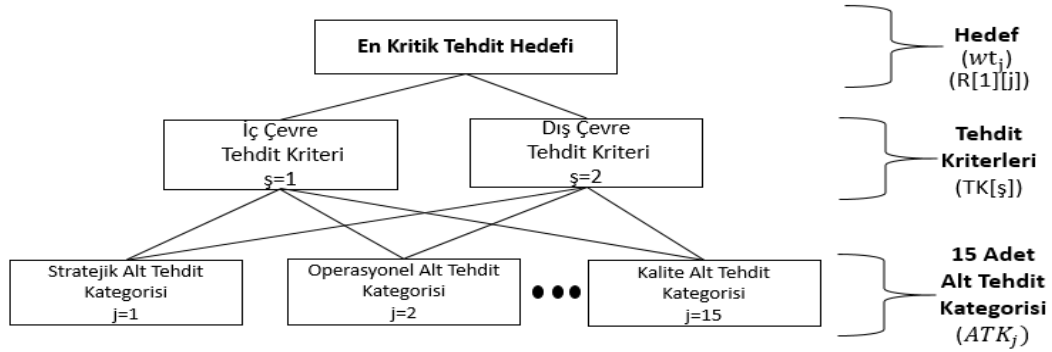 En Kritik Tehdit Hedefi
Hedef
(wt_j)
(R[1][j])
İç Çevre
Tehdit Kriteri
ş=1
Dış Çevre
Tehdit Kriteri
ş=2
Tehdit
Kriterleri
(TK[ş])
Stratejik Alt Tehdit
Kategorisi
j=1
Operasyonel Alt Tehdit
Kategorisi
j=2
Kalite Alt Tehdit
Kategorisi
j=15
15 Adet
Alt Tehdit
Kategorisi
(ATK_j)